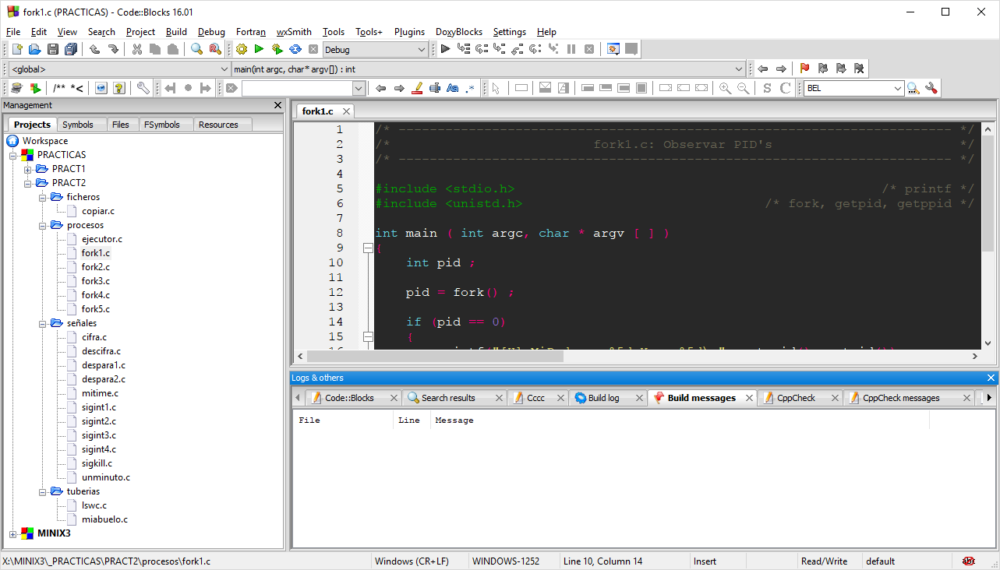 fork1.c (PRACTICAS) - Code::Blocks 16.01
File Edit View Search Project Build Debug Fortran wxSmith Tools Tools+ Plugins DoxyBlocks Settings Help
Debug
<global> main(int argc, char* argv[]) : int
/** *< Aa .* S C BEL
Management
Projects Symbols Files FSymbols Resources
Workspace
PRACTICAS
PRACT1
PRACT2
ficheros
copiar.c
procesos
ejecutor.c
fork1.c
fork2.c
fork3.c
fork4.c
fork5.c
señales
cifra.c
descifra.c
despara1.c
despara2.c
mitime.c
sigint1.c
sigint2.c
sigint3.c
sigint4.c
sigkill.c
unminuto.c
tuberias
lswc.c
miabuelo.c
MINIX3
fork1.c
1 /* ----------------------------------------------------------------------- */
2 /* fork1.c: Observar PID's */
3 /* ----------------------------------------------------------------------- */
4
5 #include <stdio.h> /* printf */
6 #include <unistd.h> /* fork, getpid, getppid */
7
8 int main ( int argc, char * argv [ ] )
9 {
10 int pid ;
11
12 pid = fork() ;
13
14 if (pid == 0)
15 {
Logs & others
Code::Blocks Search results Cccc Build log Build messages CppCheck CppCheck messages
File Line Message
X:\MINIX3\_PRACTICAS\PRACT2\procesos\fork1.c Windows (CR+LF) WINDOWS-1252 Line 10, Column 14 Insert Read/Write default